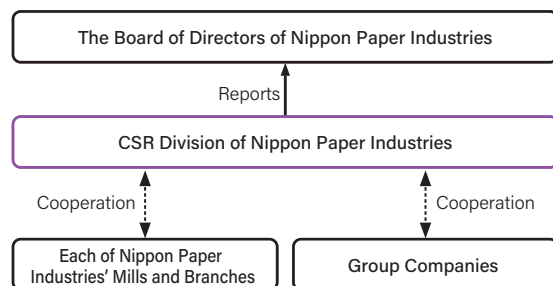 The Board of Directors of Nippon Paper Industries
Reports
CSR Division of Nippon Paper Industries
Cooperation
Cooperation
Each of Nippon Paper
Industries’ Mills and Branches
Group Companies